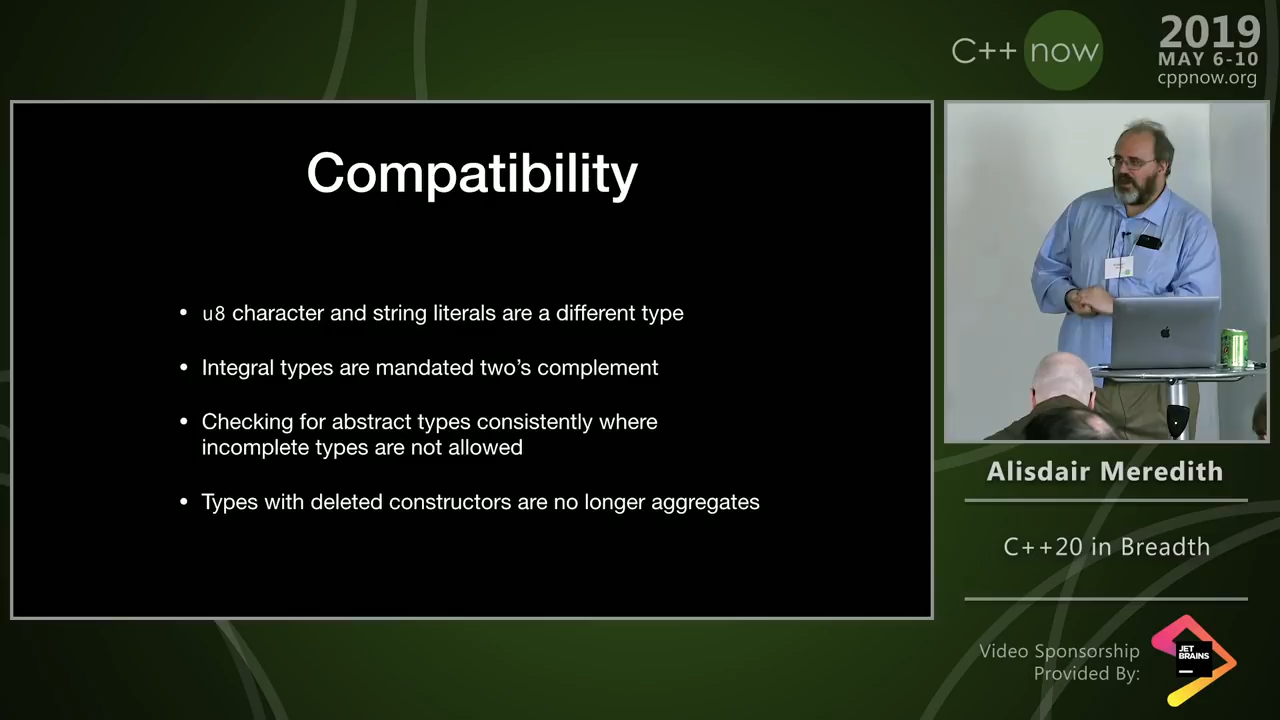 C++ now
2019
MAY 6-10
cppnow.org
Compatibility
• u8 character and string literals are a different type
• Integral types are mandated two's complement
• Checking for abstract types consistently where
incomplete types are not allowed
• Types with deleted constructors are no longer aggregates
Alisdair Meredith
C++20 in Breadth
Video Sponsorship
Provided By:
JET
BRAINS